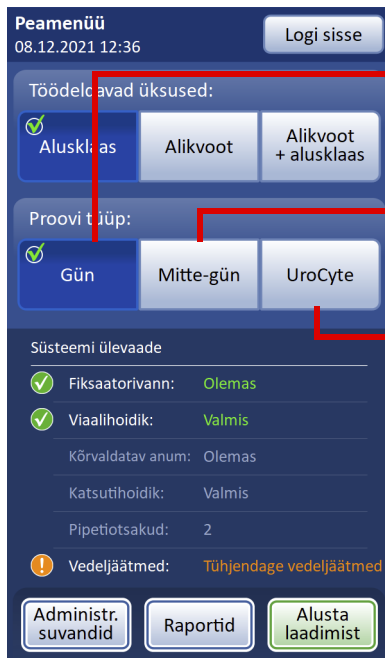 Peamenüü
08.12.2021 12:36
Logi sisse
Töödeldavad üksused:
Alusklaas
Alikvoot
Alikvoot
+ alusklaas
Proovi tüüp:
Gün
Mitte-gün
UroCyte
Süsteemi ülevaade
Fiksaatorivann: Olemas
Viaalihoidik: Valmis
Kõrvaldatav anum: Olemas
Katsutihoidik: Valmis
Pipetiotsakud: 2
Vedeljäätmed: Tühjendage vedeljäätmed
Administr.
suvandid
Raportid
Alusta
laadimist